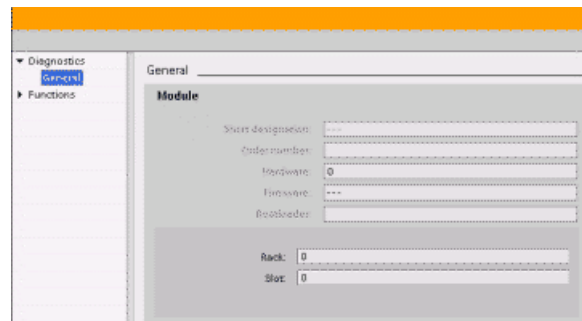 Diagnostics
General
Functions
General
Module
Short designation: ---
Order number:
Hardware: 0
Firmware: ---
Bootloader:
Rack: 0
Slot: 0